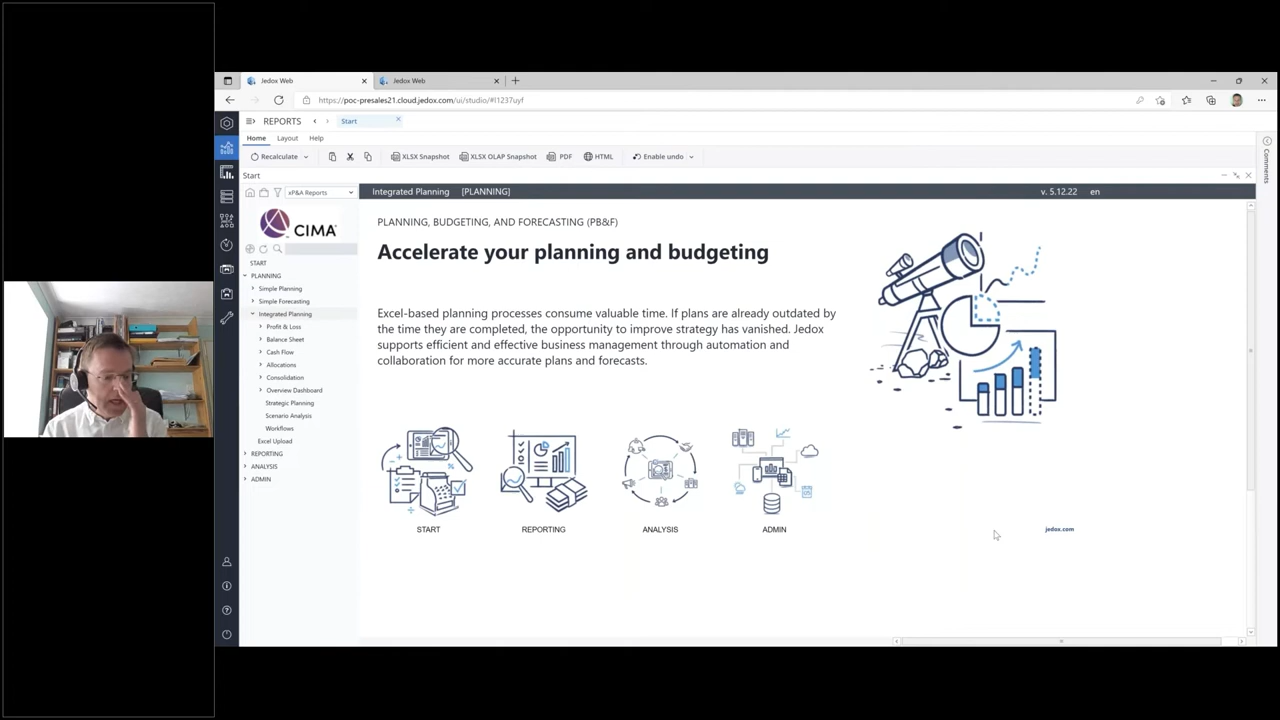 Jedox Web
Jedox Web
https://poc-presales21.cloud.jedox.com/ui/studio/#I1237uyf
REPORTS
Start
Home
Layout
Help
Recalculate
XLSX Snapshot
XLSX OLAP Snapshot
PDF
HTML
Enable undo
Comments
Start
xP&A Reports
Integrated Planning
[PLANNING]
v. 5.12.22
en
CIMA
START
PLANNING
Simple Planning
Simple Forecasting
Integrated Planning
Profit & Loss
Balance Sheet
Cash Flow
Allocations
Consolidation
Overview Dashboard
Strategic Planning
Scenario Analysis
Workflows
Excel Upload
REPORTING
ANALYSIS
ADMIN
PLANNING, BUDGETING, AND FORECASTING (PB&F)
Accelerate your planning and budgeting
Excel-based planning processes consume valuable time. If plans are already outdated by
the time they are completed, the opportunity to improve strategy has vanished. Jedox
supports efficient and effective business management through automation and
collaboration for more accurate plans and forecasts.
START
REPORTING
ANALYSIS
ADMIN
jedox.com